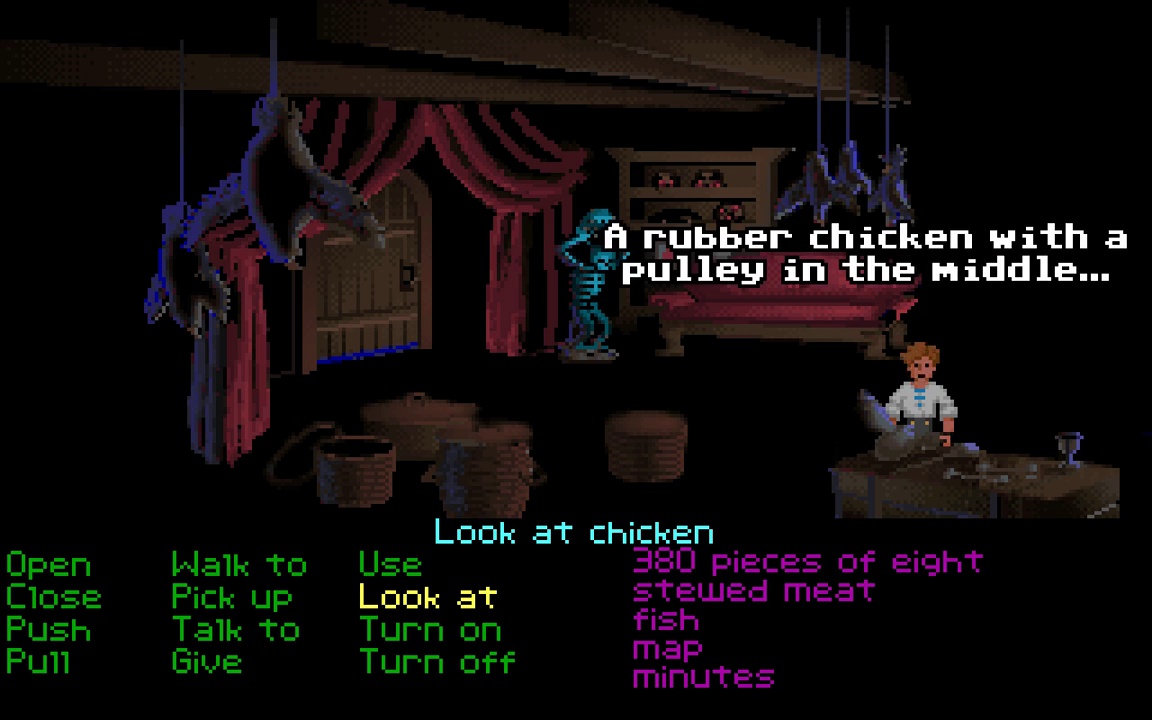 A rubber chicken with a
pulley in the middle...
Look at chicken
Open Walk to Use 380 pieces of eight
Close Pick up Look at stewed meat
Push Talk to Turn on fish
Pull Give Turn off map
minutes